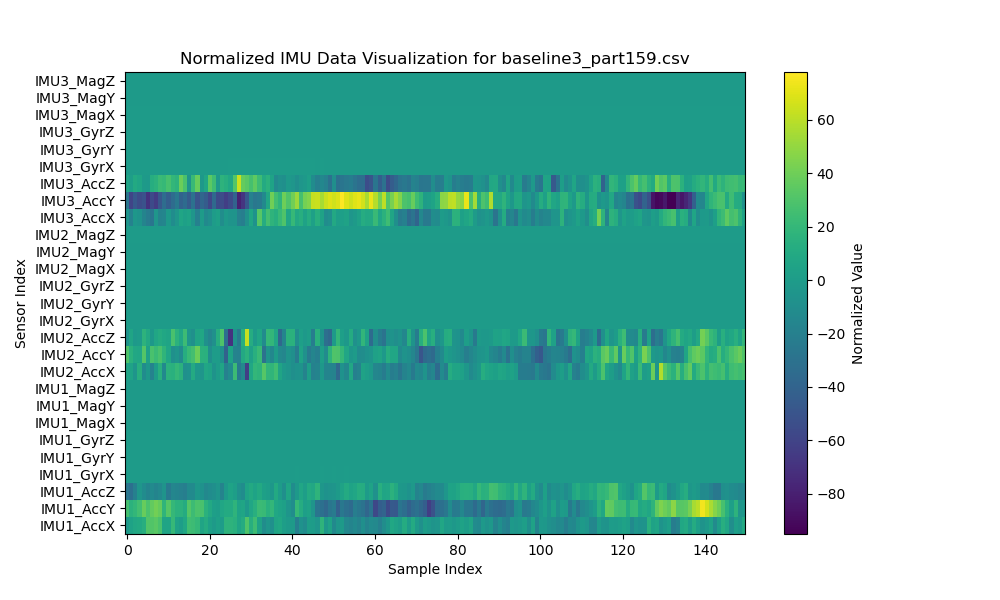 Normalized IMU Data Visualization for baseline3_part159.csv
IMU3_MagZ
IMU3_MagY
IMU3_MagX
IMU3_GyrZ
IMU3_GyrY
IMU3_GyrX
IMU3_AccZ
IMU3_AccY
IMU3_AccX
IMU2_MagZ
IMU2_MagY
IMU2_MagX
IMU2_GyrZ
IMU2_GyrY
IMU2_GyrX
IMU2_AccZ
IMU2_AccY
IMU2_AccX
IMU1_MagZ
IMU1_MagY
IMU1_MagX
IMU1_GyrZ
IMU1_GyrY
IMU1_GyrX
IMU1_AccZ
IMU1_AccY
IMU1_AccX
Sensor Index
0 20 40 60 80 100 120 140
Sample Index
60
40
20
0
−20
−40
−60
−80
Normalized Value